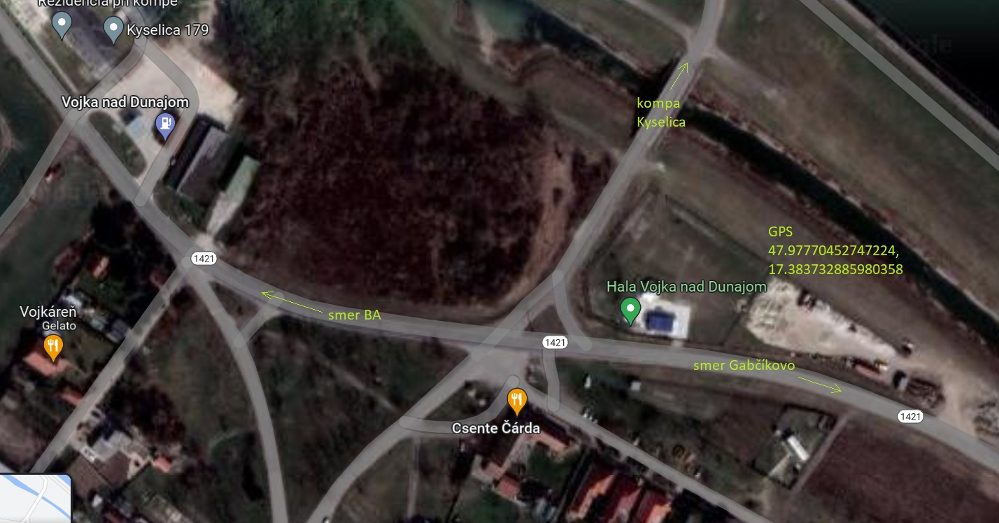 Rezidencia pri kompe
Kyselica 179
Vojka nad Dunajom
kompa
Kyselica
GPS
47.97770452747224,
17.383732885980358
1421
Hala Vojka nad Dunajom
Vojkáreň
Gelato
smer BA
1421
smer Gabčíkovo
Csente Čárda
1421